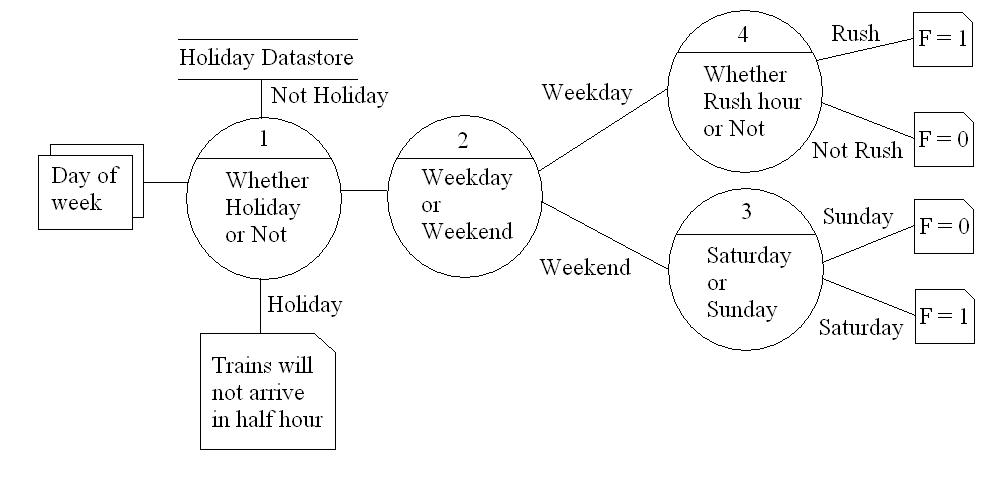 Holiday Datastore
Not Holiday
Day of
week
1
Whether
Holiday
or Not
Holiday
Trains will
not arrive
in half hour
2
Weekday
or
Weekend
Weekday
Weekend
4
Whether
Rush hour
or Not
Rush
F = 1
Not Rush
F = 0
3
Saturday
or
Sunday
Sunday
F = 0
Saturday
F = 1